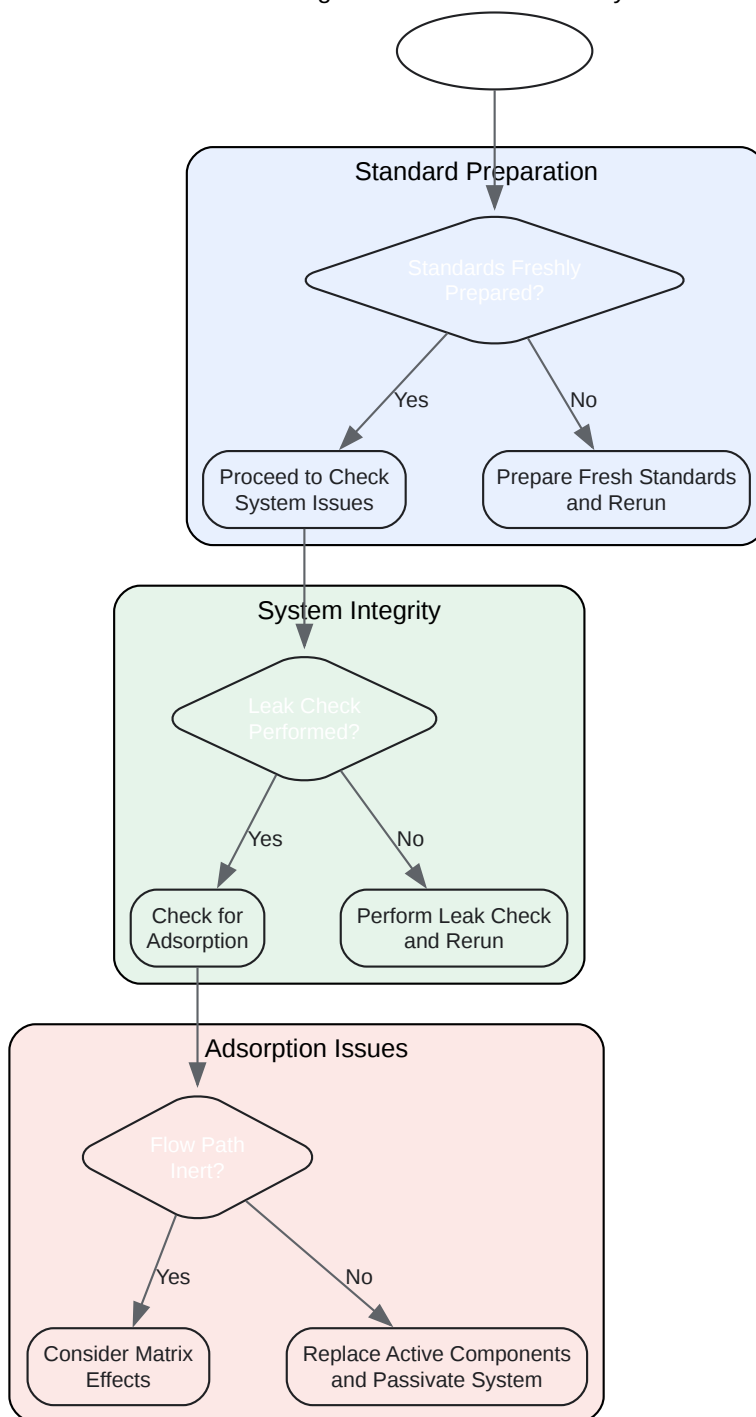 Standard Preparation
Standards Freshly
Prepared?
Yes
No
Proceed to Check
System Issues
Prepare Fresh Standards
and Rerun
System Integrity
Leak Check
Performed?
Yes
No
Check for
Adsorption
Perform Leak Check
and Rerun
Adsorption Issues
Flow Path
Inert?
Yes
No
Consider Matrix
Effects
Replace Active Components
and Passivate System